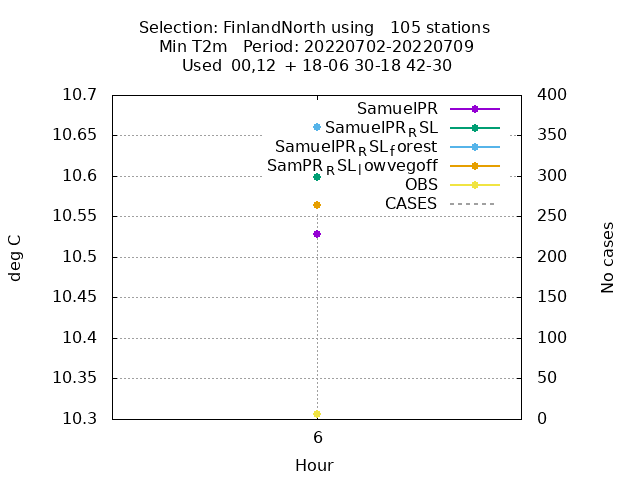 Selection: FinlandNorth using   105 stations
Min T2m   Period: 20220702-20220709
Used  00,12  + 18-06 30-18 42-30
10.7
10.65
10.6
10.55
10.5
10.45
10.4
10.35
10.3
400
350
300
250
200
150
100
50
0
SamuelPR
SamuelPR_RSL
SamuelPR_RSL_forest
SamPR_RSL_lowvegoff
OBS
CASES
deg C
No cases
6
Hour